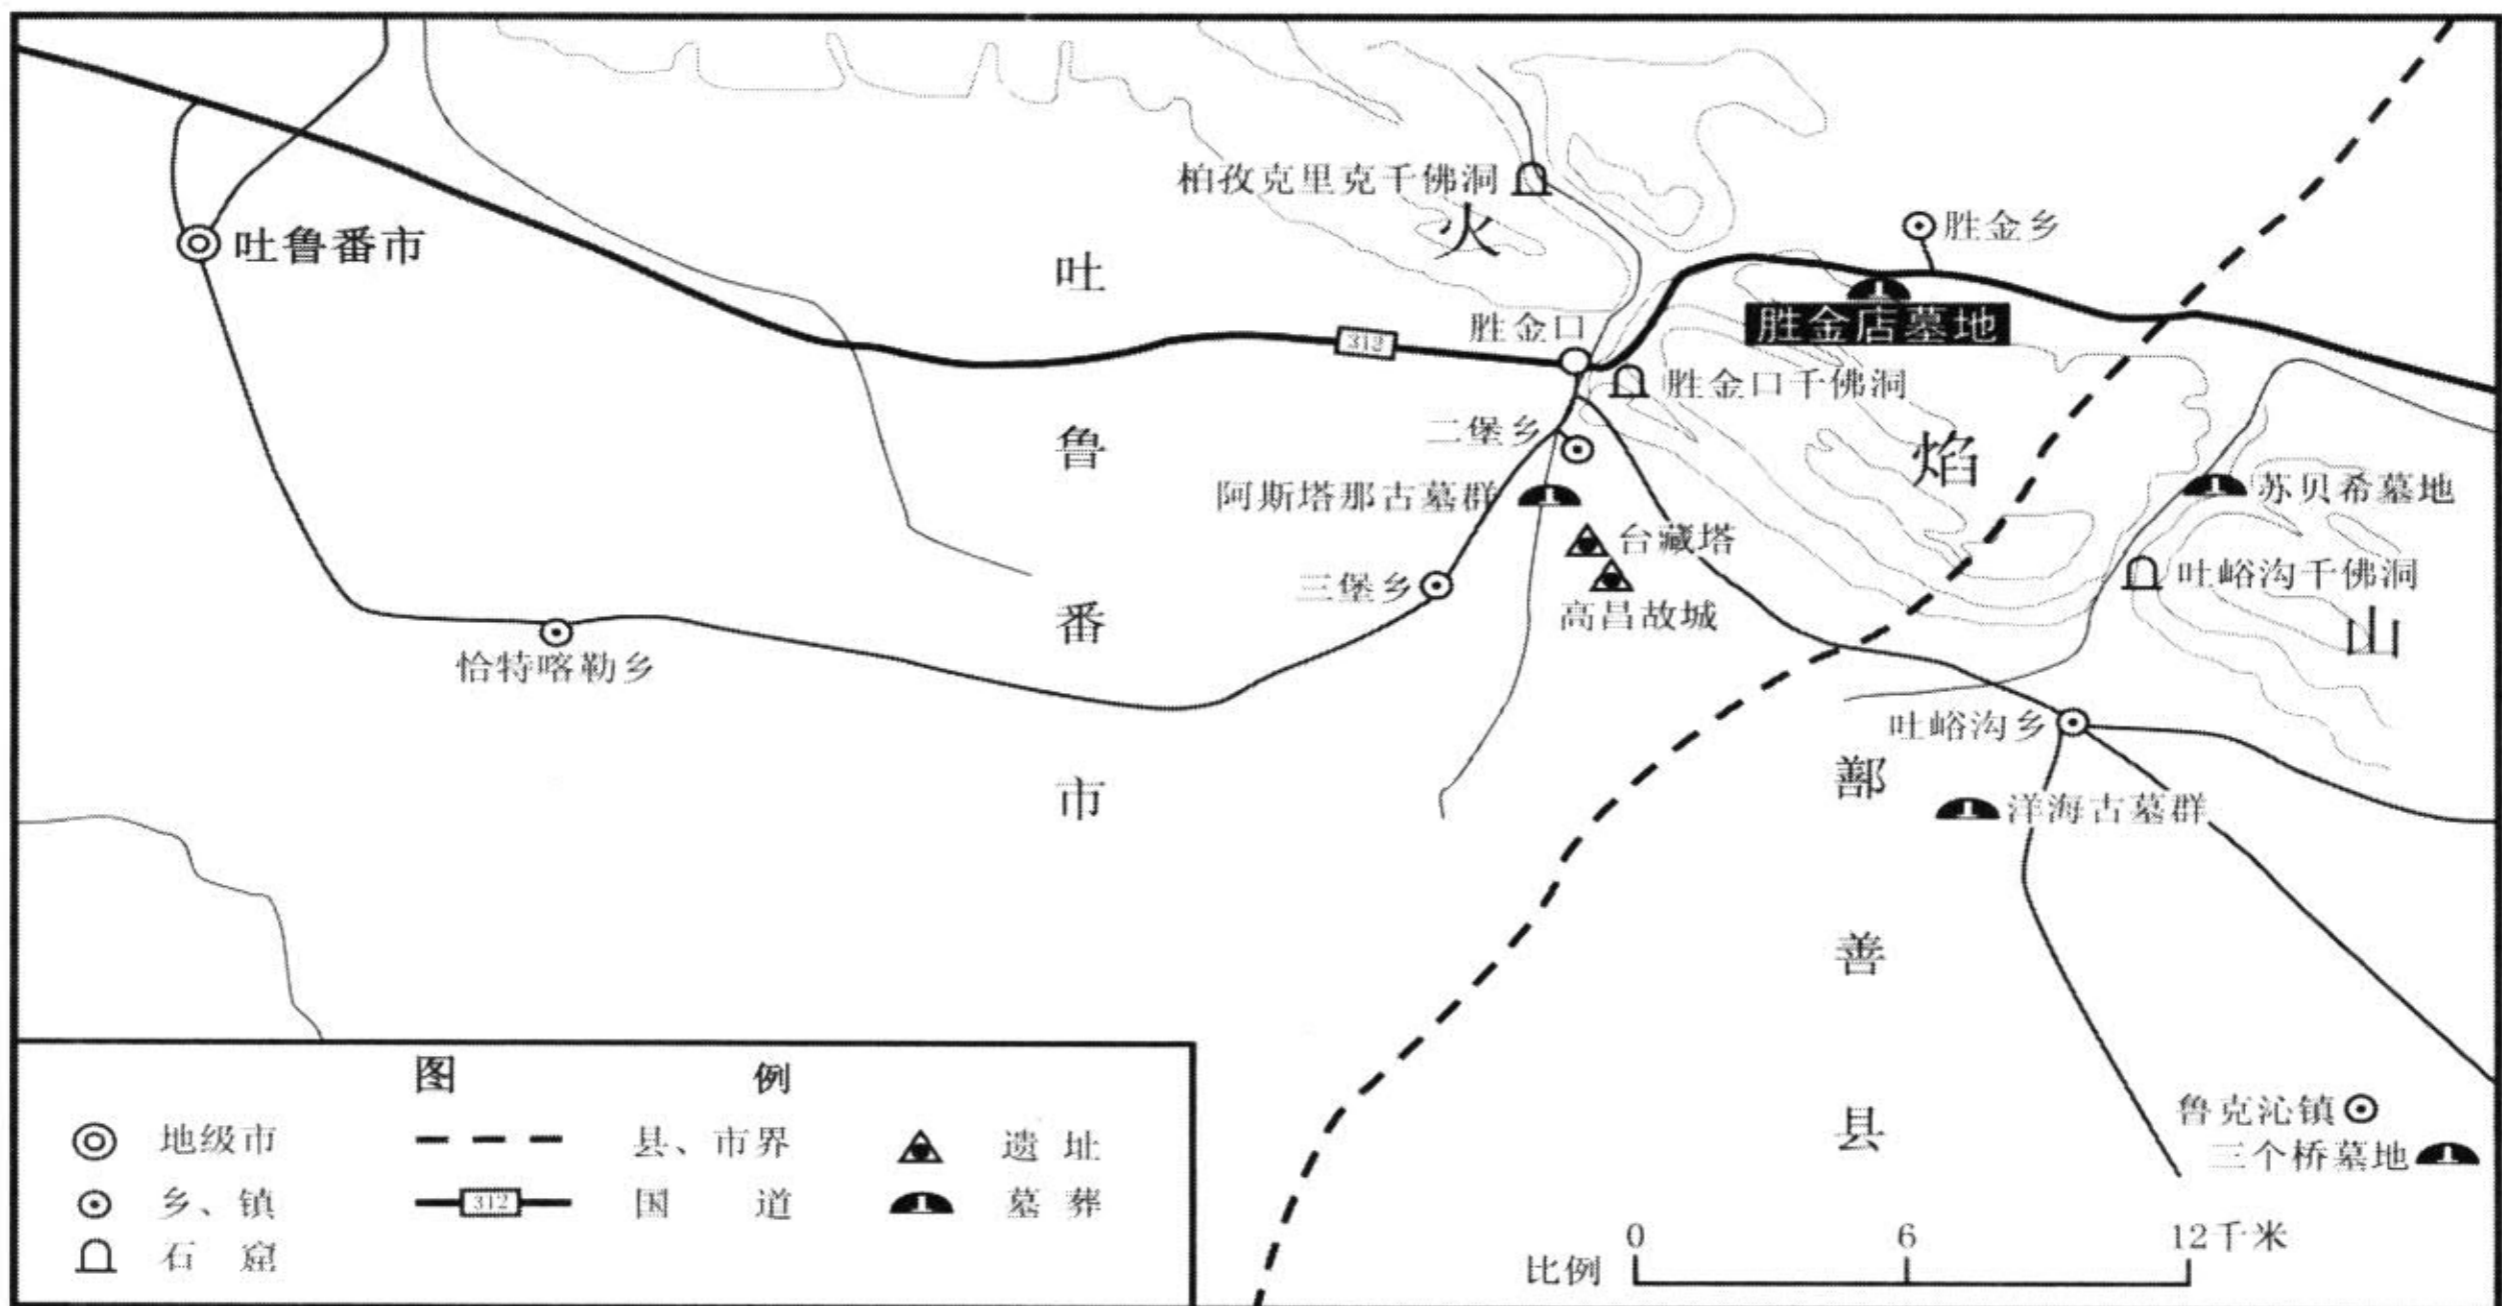 柏孜克里克千佛洞
火
胜金乡
吐鲁番市
吐
胜金店墓地
胜金口
312
胜金口千佛洞
二堡乡
鲁
焰
阿斯塔那古墓群
苏贝希墓地
台藏塔
吐峪沟千佛洞
三堡乡
高昌故城
番
山
恰特喀勒乡
吐峪沟乡
鄯
市
洋海古墓群
善
图 例
地级市
县、市界
遗 址
乡、镇
312
国 道
墓 葬
石 窟
县
鲁克沁镇
三个桥墓地
0 6 12千米
比例